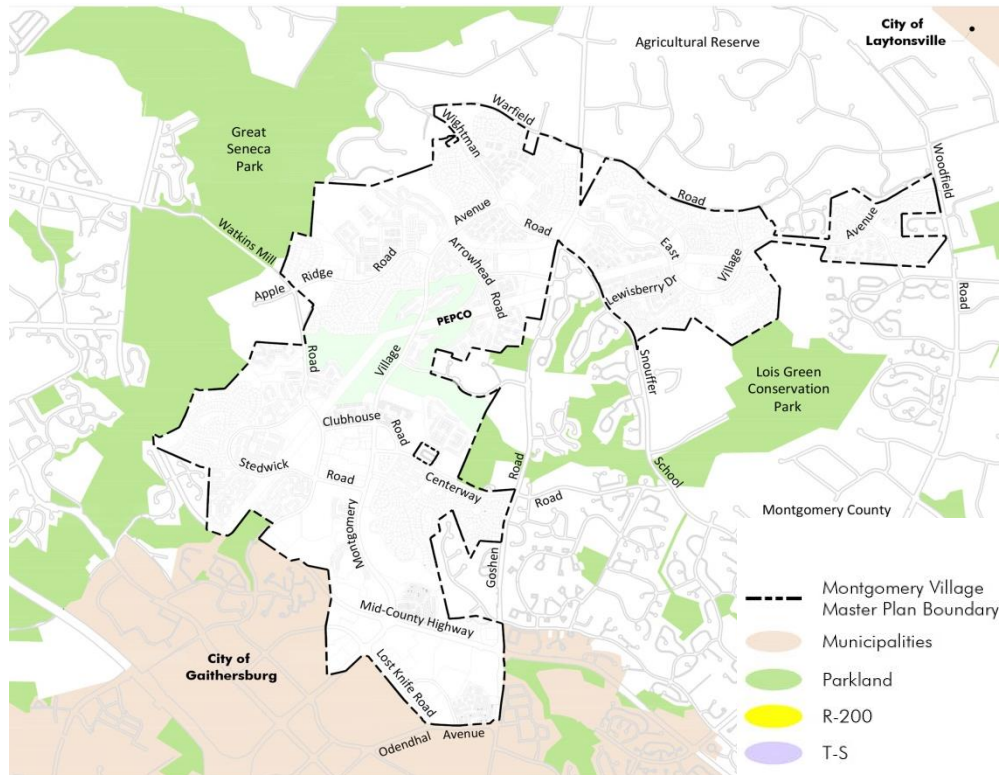 City of
Laytonsville
Agricultural Reserve
Warfield
Wightman
Great
Seneca
Park
Woodfield
Road
Avenue
Avenue
Road
Watkins Mill
Road
East
Village
Arrowhead
Road
Ridge
Apple
Lewisberry Dr
Road
PEPCO
Road
Village
Snouffer
Lois Green
Conservation
Park
Clubhouse
Road
Stedwick
Road
Centerway
Road
Road
School
Montgomery
Goshen
Montgomery County
Mid-County Highway
City of
Gaithersburg
Lost Knife Road
Odendhal
Avenue
Montgomery Village
Master Plan Boundary
Municipalities
Parkland
R-200
T-S